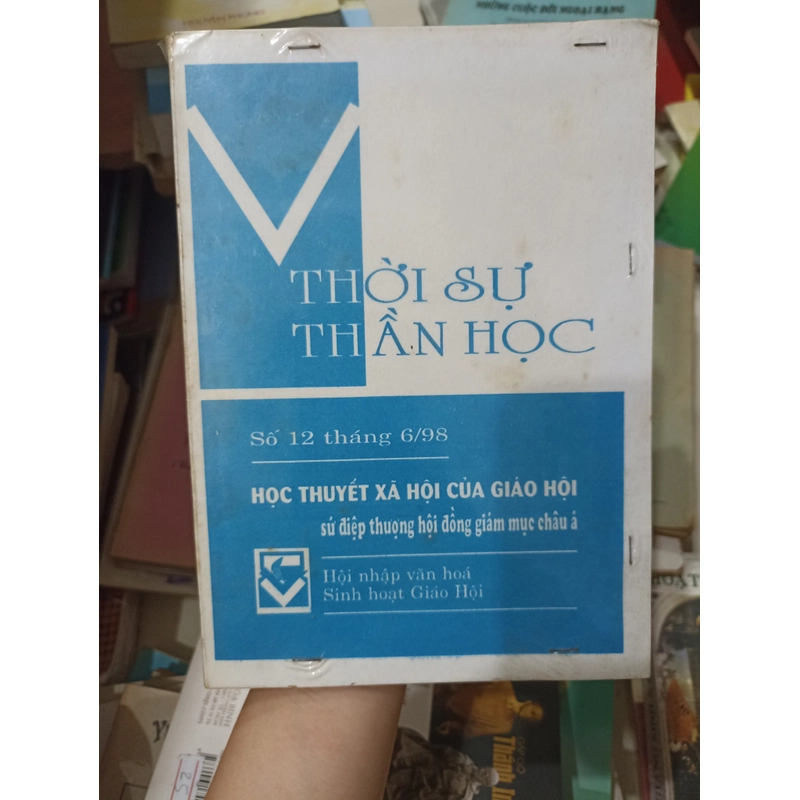 THỜI SỰ
THẦN HỌC
Số 12 tháng 6/98
HỌC THUYẾT XÃ HỘI CỦA GIÁO HỘI
sứ điệp thượng hội đồng giám mục châu á
Hội nhập văn hoá
Sinh hoạt Giáo Hội